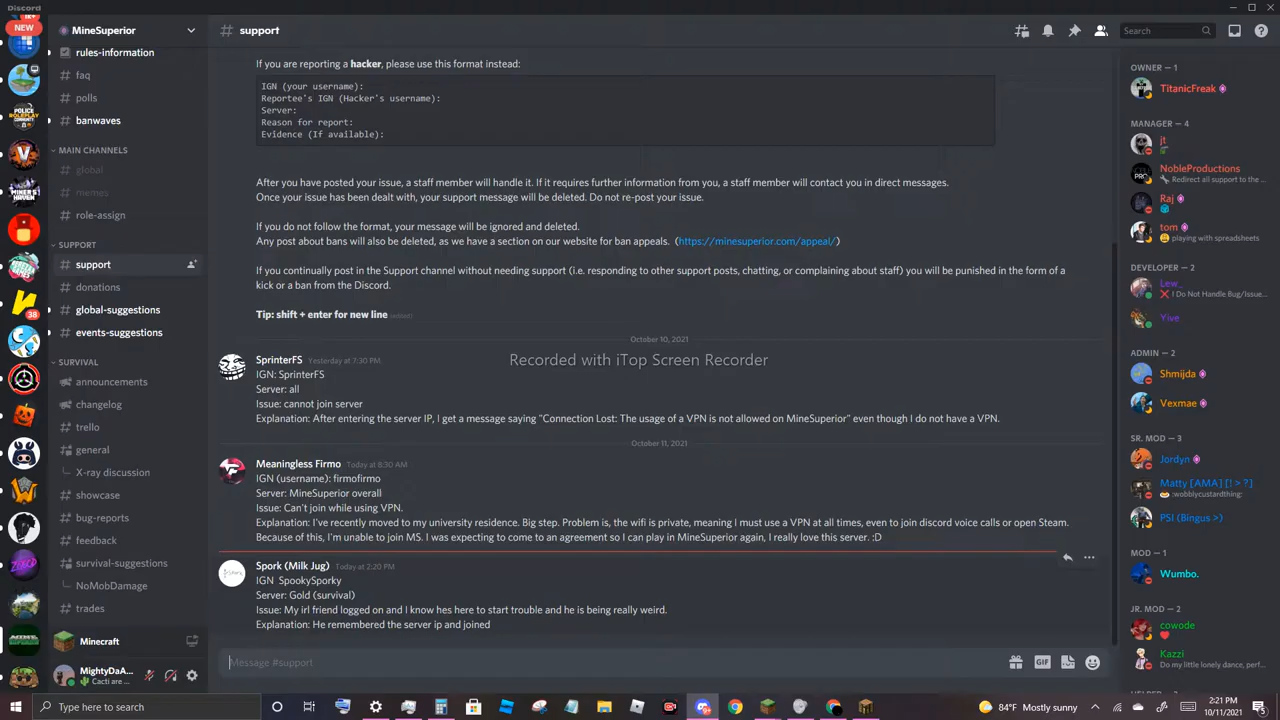 Discord
NEW
38
MineSuperior
rules-information
faq
polls
banwaves
MAIN CHANNELS
global
memes
role-assign
SUPPORT
support
donations
global-suggestions
events-suggestions
SURVIVAL
announcements
changelog
trello
general
X-ray discussion
showcase
bug-reports
feedback
survival-suggestions
NoMobDamage
trades
Minecraft
MightyDaA...
Cacti are ...
# support
Search
If you are reporting a hacker, please use this format instead:
IGN (your username):
Reportee's IGN (Hacker's username):
Server:
Reason for report:
Evidence (If available):
After you have posted your issue, a staff member will handle it. If it requires further information from you, a staff member will contact you in direct messages.
Once your issue has been dealt with, your support message will be deleted. Do not re-post your issue.
If you do not follow the format, your message will be ignored and deleted.
Any post about bans will also be deleted, as we have a section on our website for ban appeals. (https://minesuperior.com/appeal/)
If you continually post in the Support channel without needing support (i.e. responding to other support posts, chatting, or complaining about staff) you will be punished in the form of a
kick or a ban from the Discord.
Tip: shift + enter for new line (edited)
October 10, 2021
SprinterFS Yesterday at 7:30 PM
Recorded with iTop Screen Recorder
IGN: SprinterFS
Server: all
Issue: cannot join server
Explanation: After entering the server IP, I get a message saying "Connection Lost: The usage of a VPN is not allowed on MineSuperior" even though I do not have a VPN.
October 11, 2021
Meaningless Firmo Today at 8:30 AM
IGN (username): firmofirmo
Server: MineSuperior overall
Issue: Can't join while using VPN.
Explanation: I've recently moved to my university residence. Big step. Problem is, the wifi is private, meaning I must use a VPN at all times, even to join discord voice calls or open Steam.
Because of this, I'm unable to join MS. I was expecting to come to an agreement so I can play in MineSuperior again, I really love this server. ;D
Spork (Milk Jug) Today at 2:20 PM
IGN SpookySporky
Server: Gold (survival)
Issue: My irl friend logged on and I know hes here to start trouble and he is being really weird.
Explanation: He remembered the server ip and joined
Message #support
GIF
OWNER — 1
TitanicFreak
MANAGER — 4
jt
NobleProductions
Redirect all support to the ...
Raj
tom
playing with spreadsheets
DEVELOPER — 2
Lew_
I Do Not Handle Bug/Issue...
Yive
ADMIN — 2
Shmijda
Vexmae
SR. MOD — 3
Jordyn
Matty [AMA] [! > ?]
:wobblycustardthing:
PSI (Bingus >)
MOD — 1
Wumbo.
JR. MOD — 2
cowode
Kazzi
Do my little lonely dance, perf...
Type here to search
84°F Mostly sunny
2:21 PM
10/11/2021